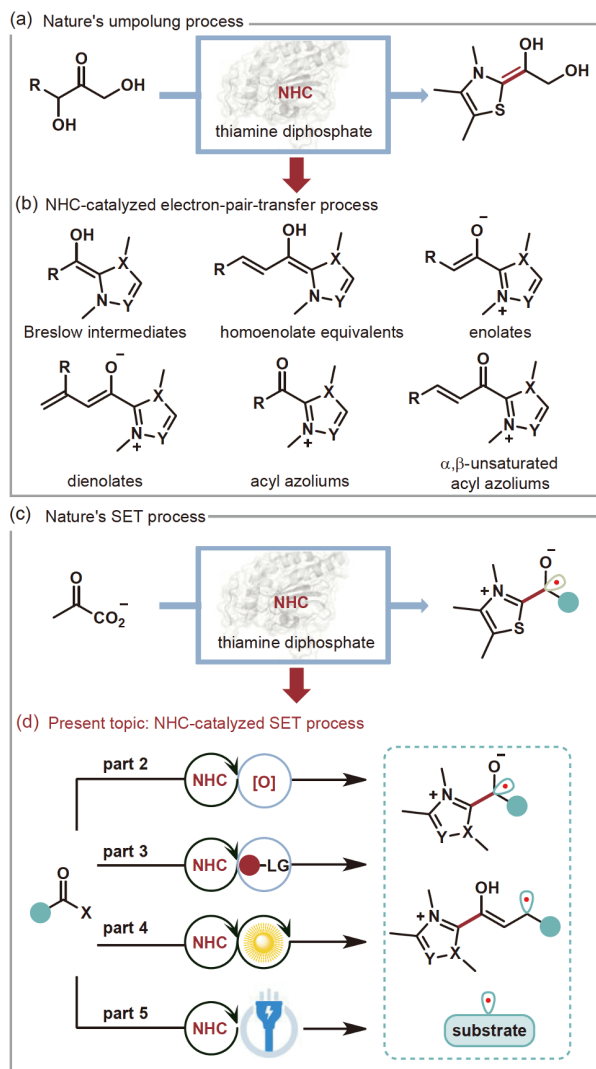 (a) Nature's umpolung process
R
O
OH
OH
NHC
thiamine diphosphate
N
S
OH
OH
(b) NHC-catalyzed electron-pair-transfer process
OH
R
X
N
Y
Breslow intermediates
OH
R
X
N
Y
homoenolate equivalents
O−
R
X
N
+
Y
enolates
R
O−
X
N
+
Y
dienolates
O
R
X
N
+
Y
acyl azoliums
O
R
X
N
+
Y
α,β-unsaturated
acyl azoliums
(c) Nature's SET process
O
CO2−
NHC
thiamine diphosphate
O−
+
N
S
(d) Present topic: NHC-catalyzed SET process
O
X
part 2
NHC
[O]
part 3
NHC
LG
part 4
NHC
part 5
NHC
O−
+
N
Y
X
OH
+
N
Y
X
substrate